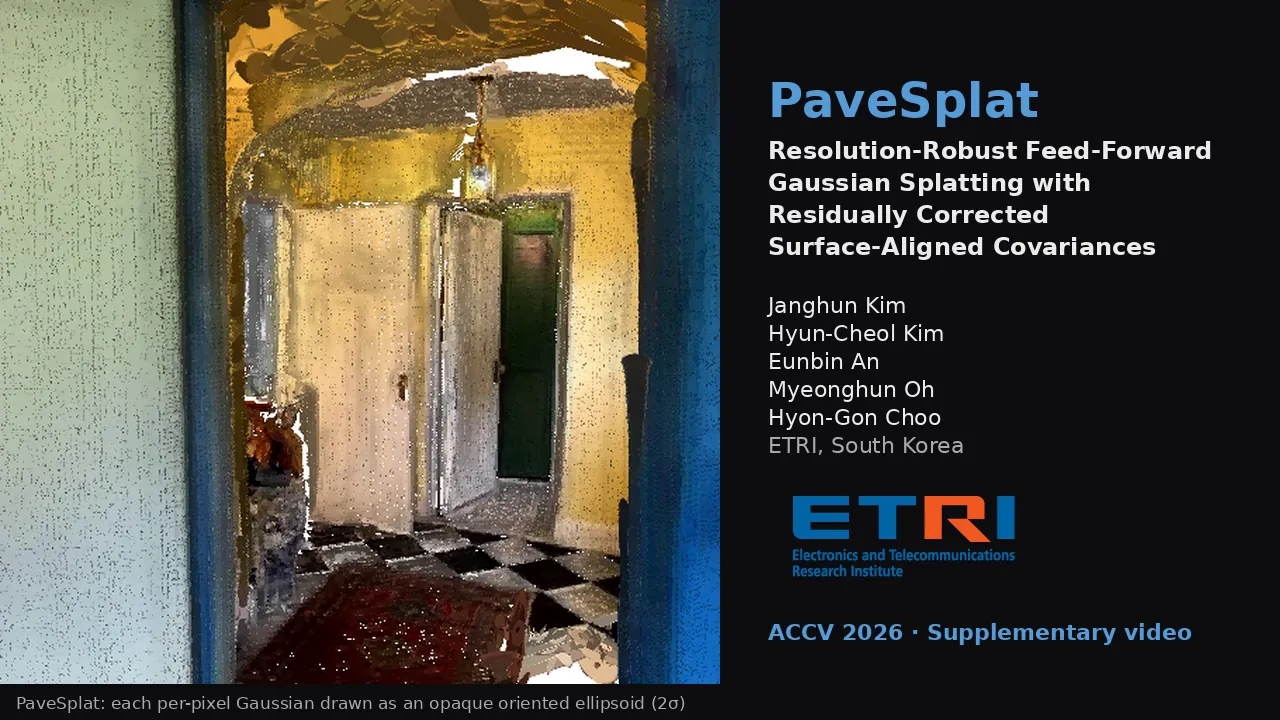 PaveSplat
Resolution-Robust Feed-Forward
Gaussian Splatting with
Residually Corrected
Surface-Aligned Covariances
Janghun Kim
Hyun-Cheol Kim
Eunbin An
Myeonghun Oh
Hyon-Gon Choo
ETRI, South Korea
ETRI
Electronics and Telecommunications
Research Institute
ACCV 2026 · Supplementary video
PaveSplat: each per-pixel Gaussian drawn as an opaque oriented ellipsoid (2σ)